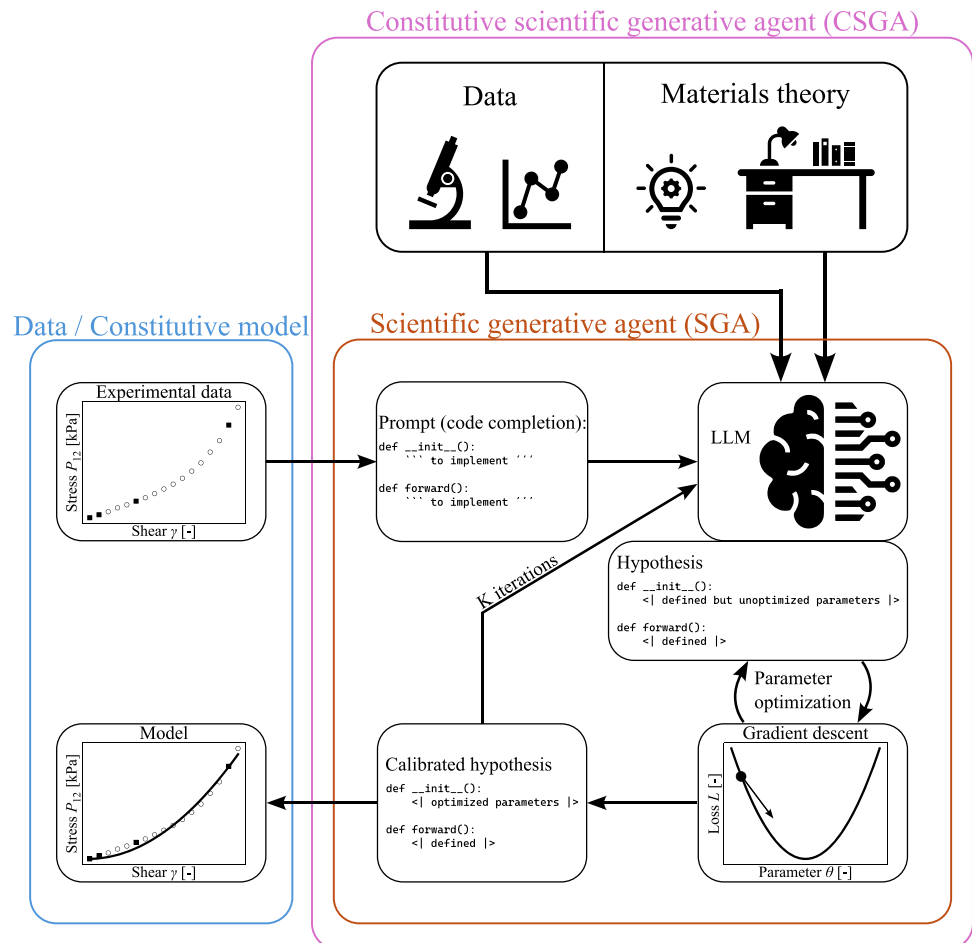 Constitutive scientific generative agent (CSGA)
Data
Materials theory
Data / Constitutive model
Scientific generative agent (SGA)
Experimental data
Stress P₁₂ [kPa]
Shear γ [-]
Prompt (code completion):
def __init__():
``` to implement ´´´
def forward():
``` to implement ´´´
LLM
Hypothesis
def __init__():
<| defined but unoptimized parameters |>
def forward():
<| defined |>
K iterations
Parameter
optimization
Model
Stress P₁₂ [kPa]
Shear γ [-]
Calibrated hypothesis
def __init__():
<| optimized parameters |>
def forward():
<| defined |>
Gradient descent
Loss L [-]
Parameter θ [-]